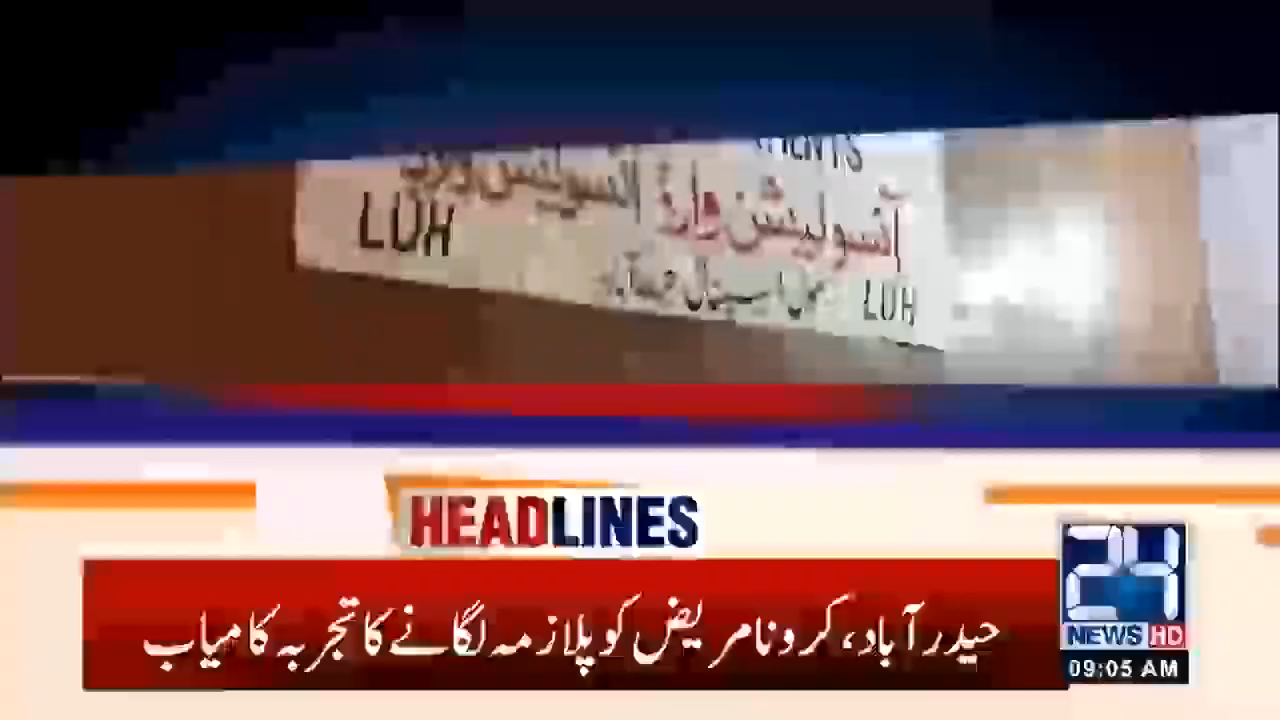 MENTS
آئسولیشن وارڈ
LUH
LUH
HEADLINES
حیدرآباد، کرونا مریض کو پلازمہ لگانے کا تجربہ کامیاب
24
NEWS HD
09:05 AM